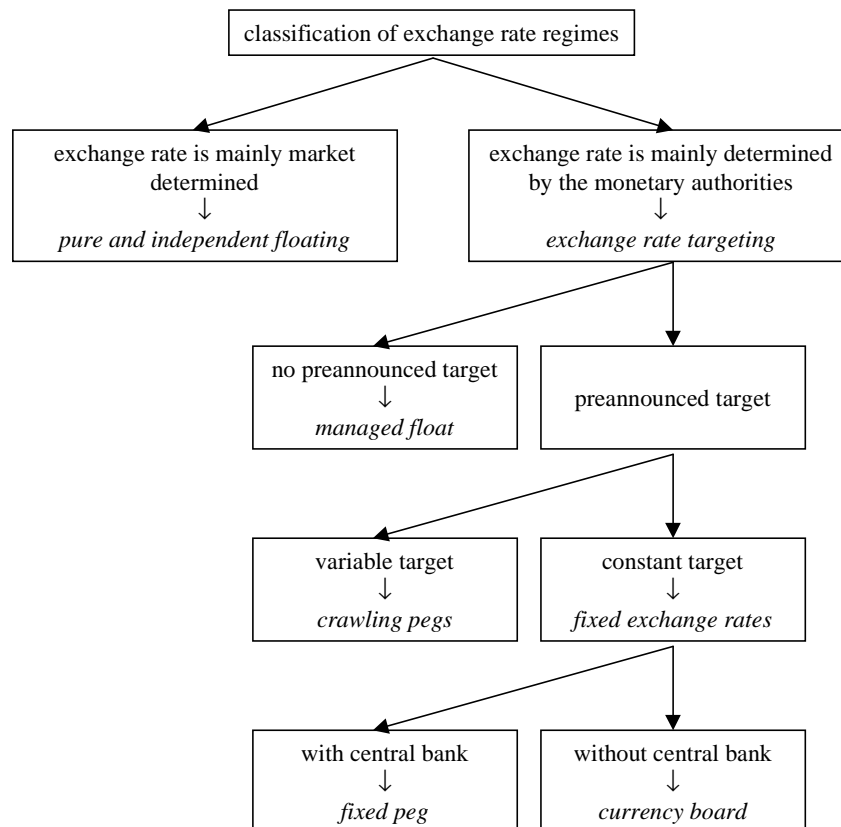 classification of exchange rate regimes
exchange rate is mainly market
determined
↓
pure and independent floating
exchange rate is mainly determined
by the monetary authorities
↓
exchange rate targeting
no preannounced target
↓
managed float
preannounced target
variable target
↓
crawling pegs
constant target
↓
fixed exchange rates
with central bank
↓
fixed peg
without central bank
↓
currency board